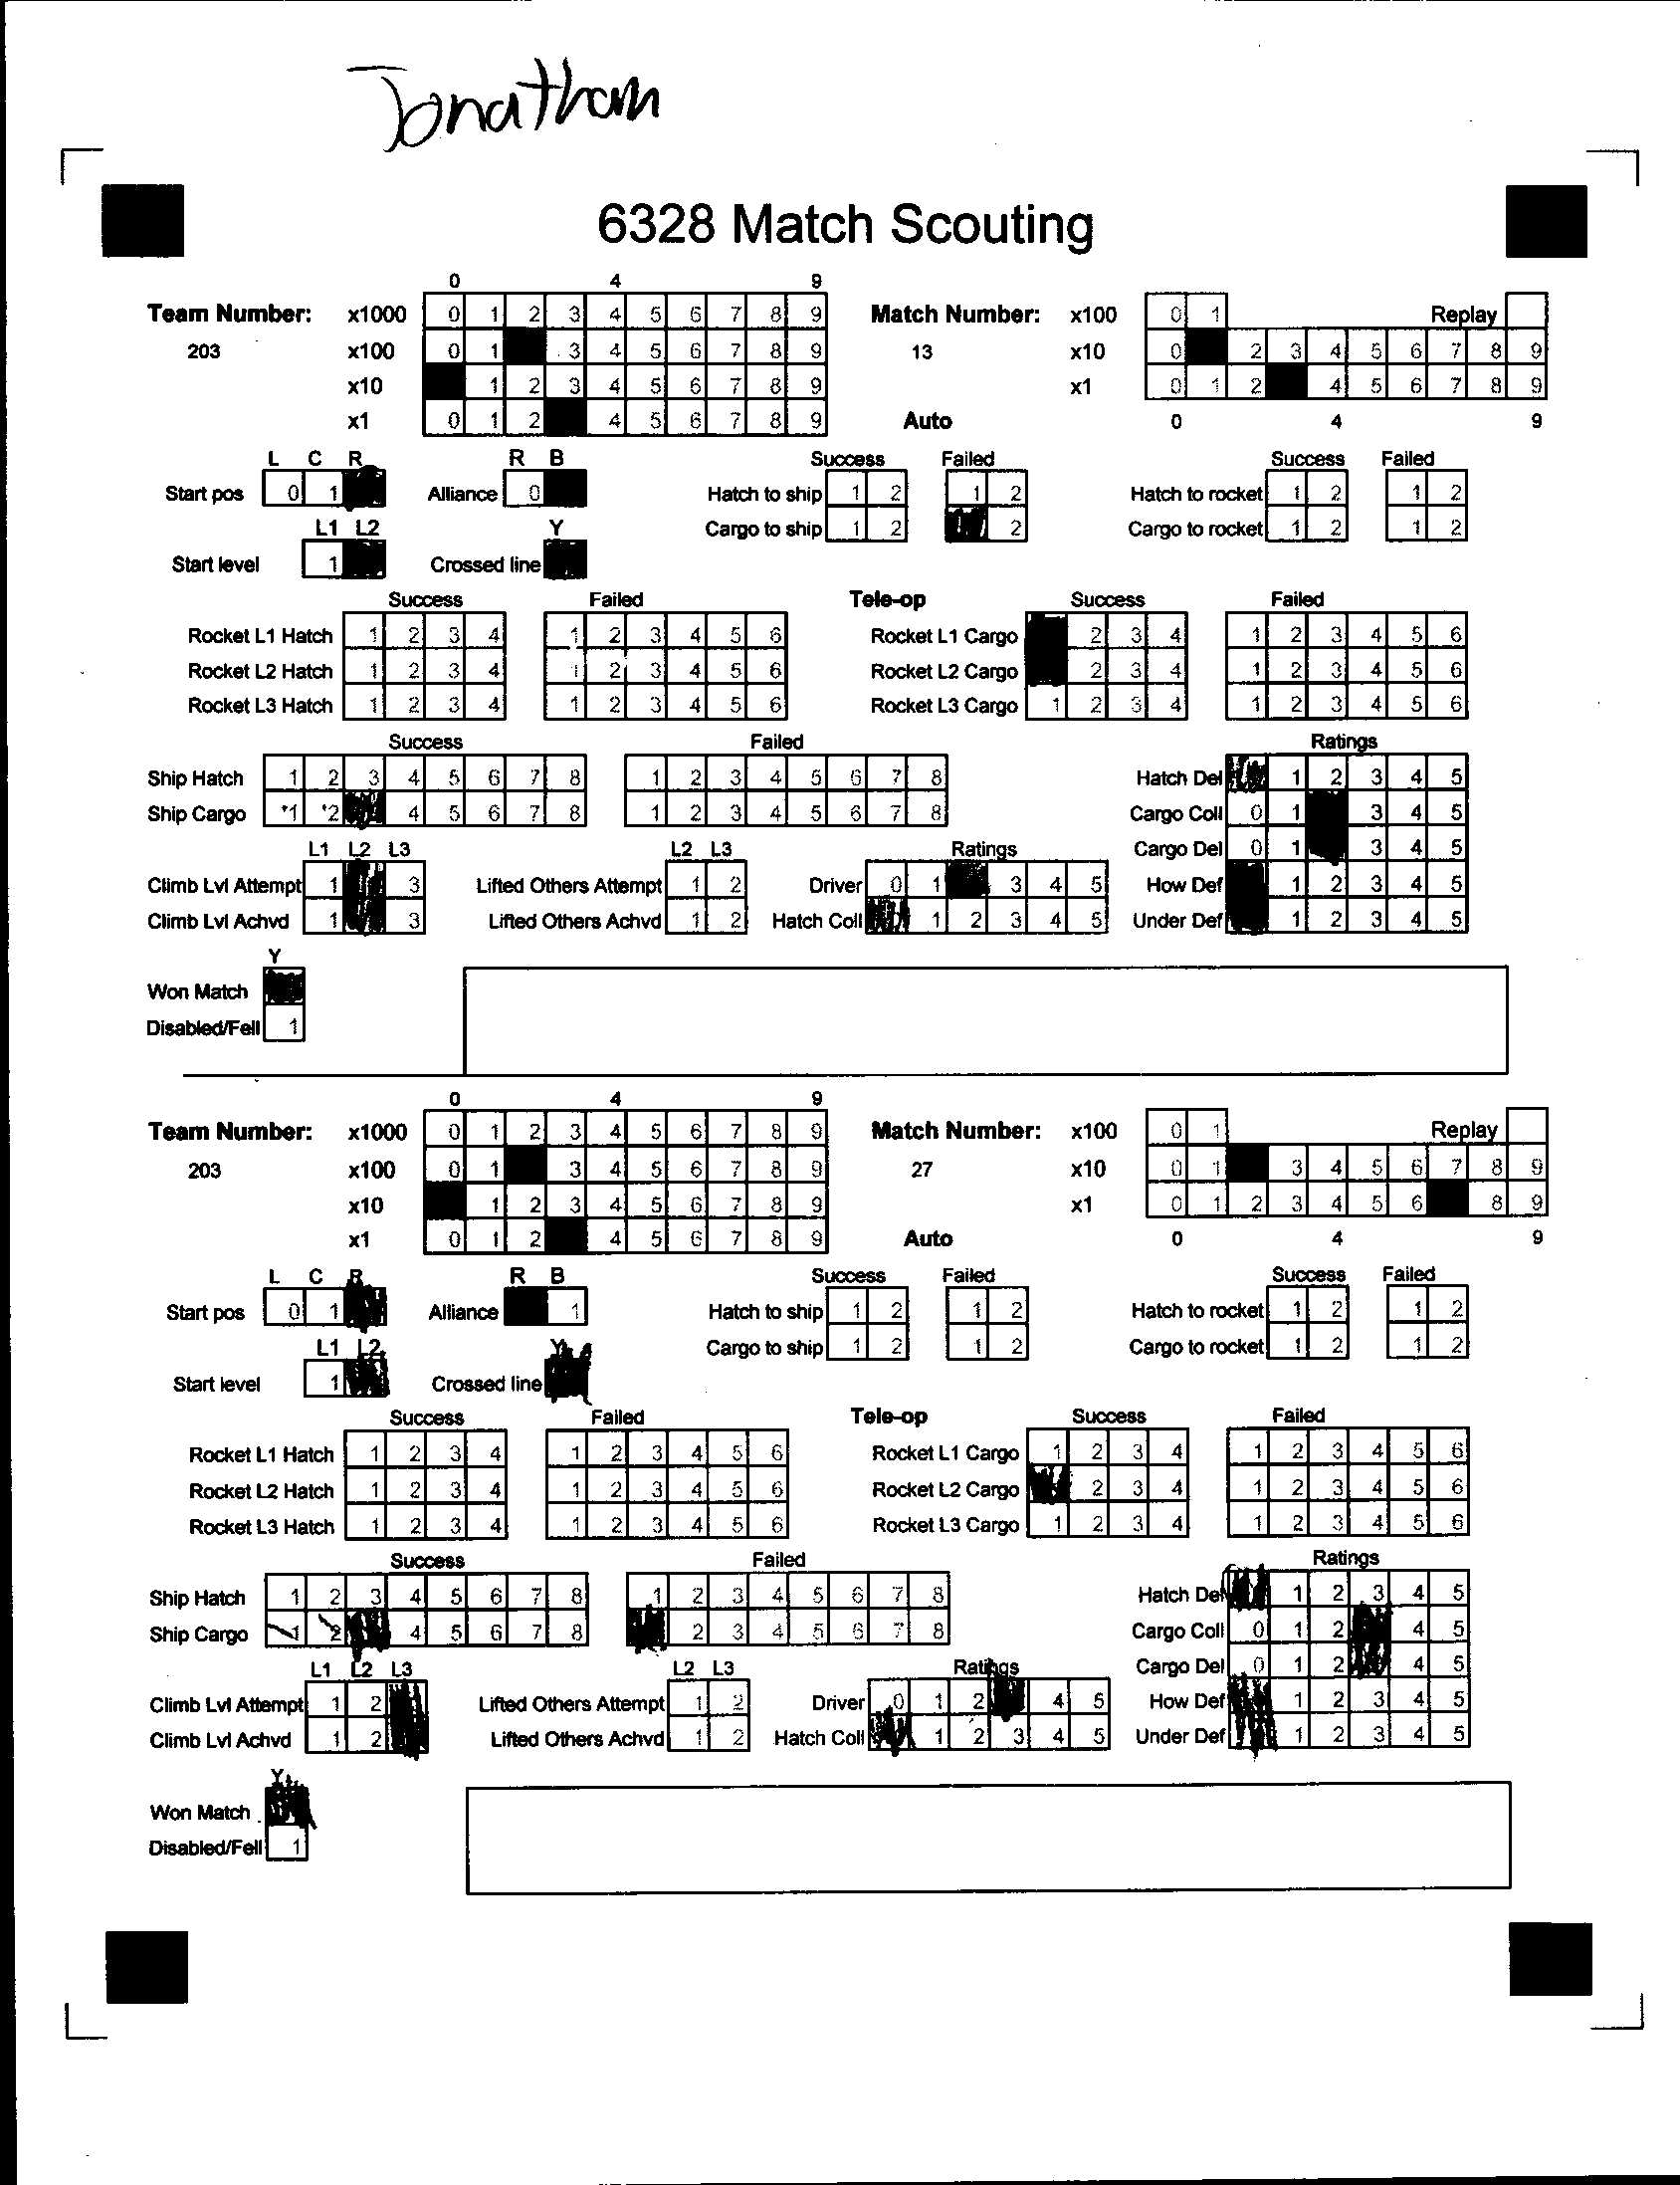 Jonathan
6328 Match Scouting
0 4 9
Team Number: x1000 0 1 2 3 4 5 6 7 8 9 Match Number: x100 0 1 Replay
203 x100 0 1 3 4 5 6 7 8 9 13 x10 0 2 3 4 5 6 7 8 9
x10 1 2 3 4 5 6 7 8 9 x1 0 1 2 4 5 6 7 8 9
x1 0 1 2 4 5 6 7 8 9 Auto 0 4 9
L C R R B Success Failed Success Failed
Start pos 0 1 Alliance 0 Hatch to ship 1 2 1 2 Hatch to rocket 1 2 1 2
L1 L2 Y Cargo to ship 1 2 2 Cargo to rocket 1 2 1 2
Start level 1 Crossed line
Success Failed Tele-op Success Failed
Rocket L1 Hatch 1 2 3 4 1 2 3 4 5 6 Rocket L1 Cargo 2 3 4 1 2 3 4 5 6
Rocket L2 Hatch 1 2 3 4 1 2 3 4 5 6 Rocket L2 Cargo 2 3 4 1 2 3 4 5 6
Rocket L3 Hatch 1 2 3 4 1 2 3 4 5 6 Rocket L3 Cargo 1 2 3 4 1 2 3 4 5 6
Success Failed Ratings
Ship Hatch 1 2 3 4 5 6 7 8 1 2 3 4 5 6 7 8 Hatch Del 1 2 3 4 5
Ship Cargo 1 2 4 5 6 7 8 1 2 3 4 5 6 7 8 Cargo Coll 0 1 3 4 5
L1 L2 L3 L2 L3 Ratings Cargo Del 0 1 3 4 5
Climb Lvl Attempt 1 3 Lifted Others Attempt 1 2 Driver 0 1 3 4 5 How Def 1 2 3 4 5
Climb Lvl Achvd 1 3 Lifted Others Achvd 1 2 Hatch Coll 1 2 3 4 5 Under Def 1 2 3 4 5
Y
Won Match
Disabled/Fell 1
0 4 9
Team Number: x1000 0 1 2 3 4 5 6 7 8 9 Match Number: x100 0 1 Replay
203 x100 0 1 3 4 5 6 7 8 9 27 x10 0 1 3 4 5 6 7 8 9
x10 1 2 3 4 5 6 7 8 9 x1 0 1 2 3 4 5 6 8 9
x1 0 1 2 4 5 6 7 8 9 Auto 0 4 9
L C R R B Success Failed Success Failed
Start pos 0 1 Alliance 1 Hatch to ship 1 2 1 2 Hatch to rocket 1 2 1 2
L1 L2 Y Cargo to ship 1 2 1 2 Cargo to rocket 1 2 1 2
Start level 1 Crossed line
Success Failed Tele-op Success Failed
Rocket L1 Hatch 1 2 3 4 1 2 3 4 5 6 Rocket L1 Cargo 1 2 3 4 1 2 3 4 5 6
Rocket L2 Hatch 1 2 3 4 1 2 3 4 5 6 Rocket L2 Cargo 2 3 4 1 2 3 4 5 6
Rocket L3 Hatch 1 2 3 4 1 2 3 4 5 6 Rocket L3 Cargo 1 2 3 4 1 2 3 4 5 6
Success Failed Ratings
Ship Hatch 1 2 3 4 5 6 7 8 1 2 3 4 5 6 7 8 Hatch Del 1 2 3 4 5
Ship Cargo 1 2 4 5 6 7 8 2 3 4 5 6 7 8 Cargo Coll 0 1 2 4 5
L1 L2 L3 L2 L3 Ratings Cargo Del 0 1 2 4 5
Climb Lvl Attempt 1 2 Lifted Others Attempt 1 2 Driver 0 1 2 4 5 How Def 1 2 3 4 5
Climb Lvl Achvd 1 2 Lifted Others Achvd 1 2 Hatch Coll 1 2 3 4 5 Under Def 1 2 3 4 5
Y
Won Match
Disabled/Fell 1